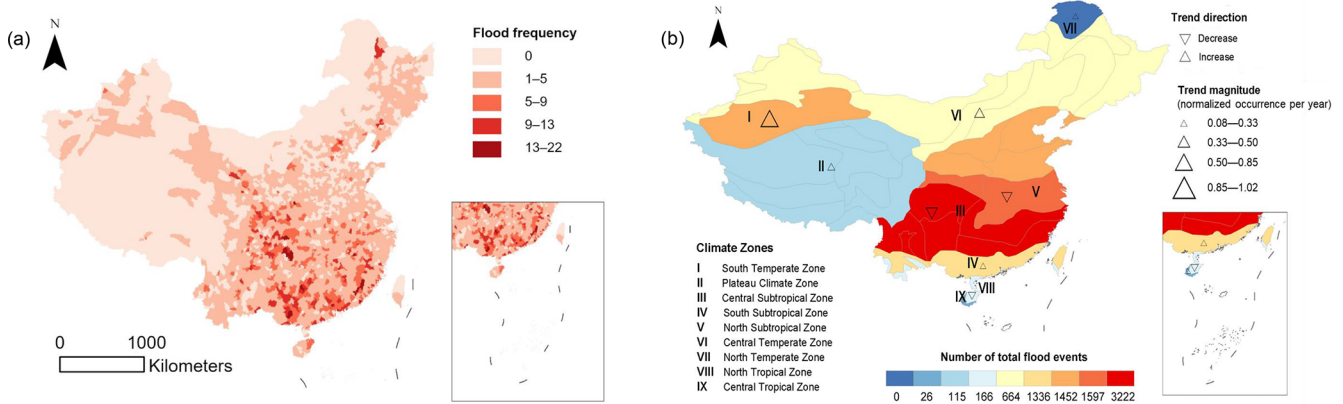 (a)
N
Flood frequency
0
1–5
5–9
9–13
13–22
0 1000
Kilometers
(b)
N
VII
VI
I
II
V
III
IV
VIII
IX
Trend direction
Decrease
Increase
Trend magnitude
(normalized occurrence per year)
0.08—0.33
0.33—0.50
0.50—0.85
0.85—1.02
Climate Zones
I South Temperate Zone
II Plateau Climate Zone
III Central Subtropical Zone
IV South Subtropical Zone
V North Subtropical Zone
VI Central Temperate Zone
VII North Temperate Zone
VIII North Tropical Zone
IX Central Tropical Zone
Number of total flood events
0 26 115 166 664 1336 1452 1597 3222